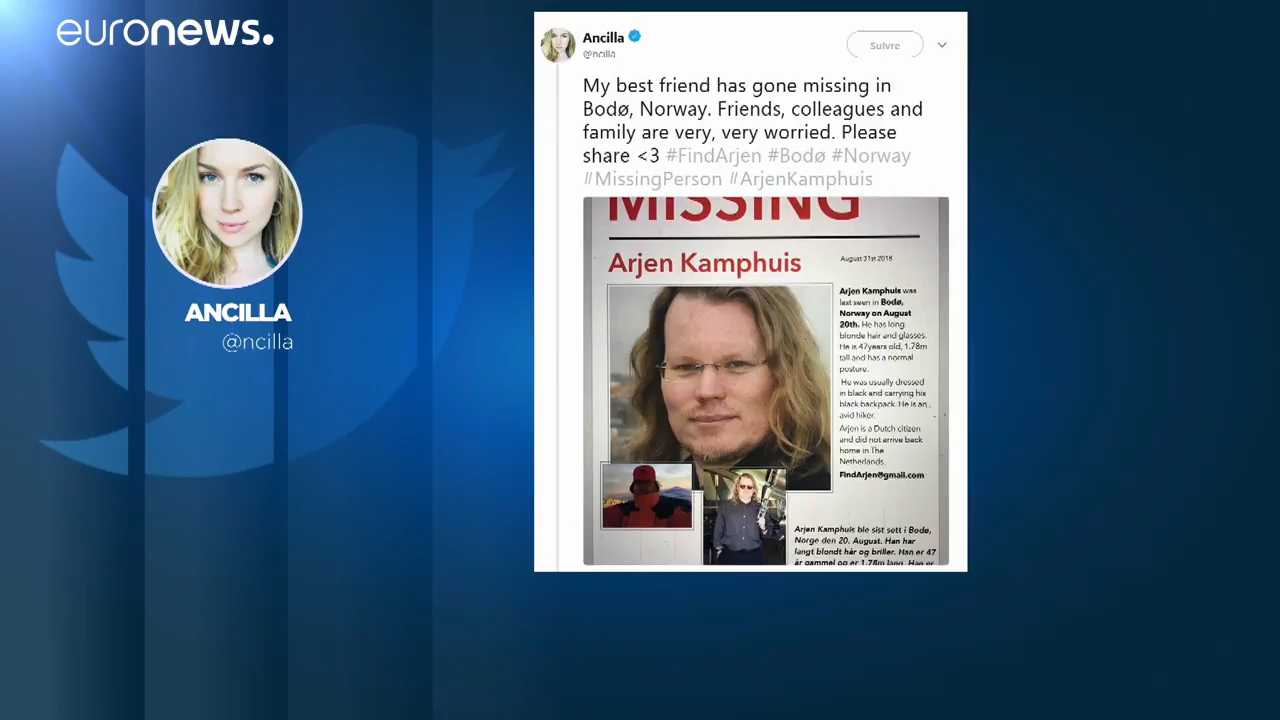 euronews.
Ancilla
@ncilla
Suivre
My best friend has gone missing in
Bodø, Norway. Friends, colleagues and
family are very, very worried. Please
share <3 #FindArjen #Bodø #Norway
#MissingPerson #ArjenKamphuis
ANCILLA
@ncilla
MISSING
Arjen Kamphuis
August 31st 2018
Arjen Kamphuis was
last seen in Bodø,
Norway on August
20th. He has long
blonde hair and glasses.
He is 47years old, 1.78m
tall and has a normal
posture.
He was usually dressed
in black and carrying his
black backpack. He is an
avid hiker.
Arjen is a Dutch citizen
and did not arrive back
home in The
Netherlands.
FindArjen@gmail.com
Arjen Kamphuis ble sist sett i Bodø,
Norge den 20. August. Han har
langt blondt hår og briller. Han er 47
år gammel og er 1.78m lang. Han er